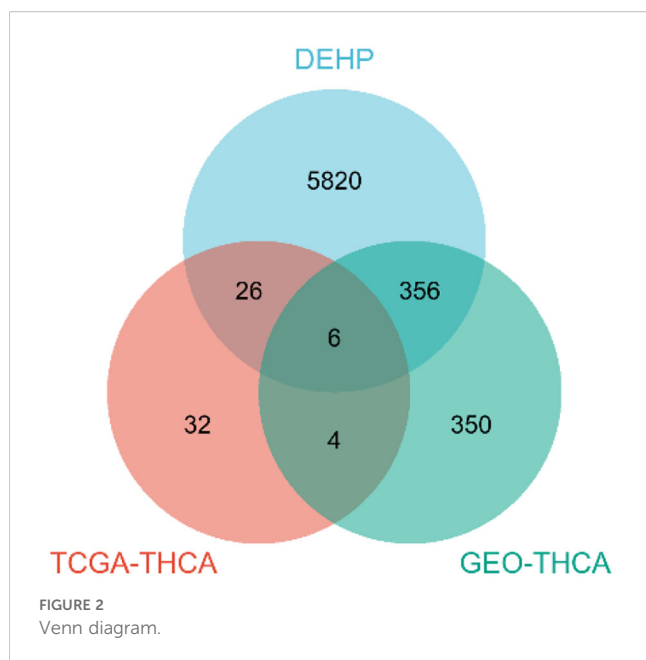 DEHP
5820
26
356
6
32
4
350
TCGA-THCA
GEO-THCA
FIGURE 2
Venn diagram.